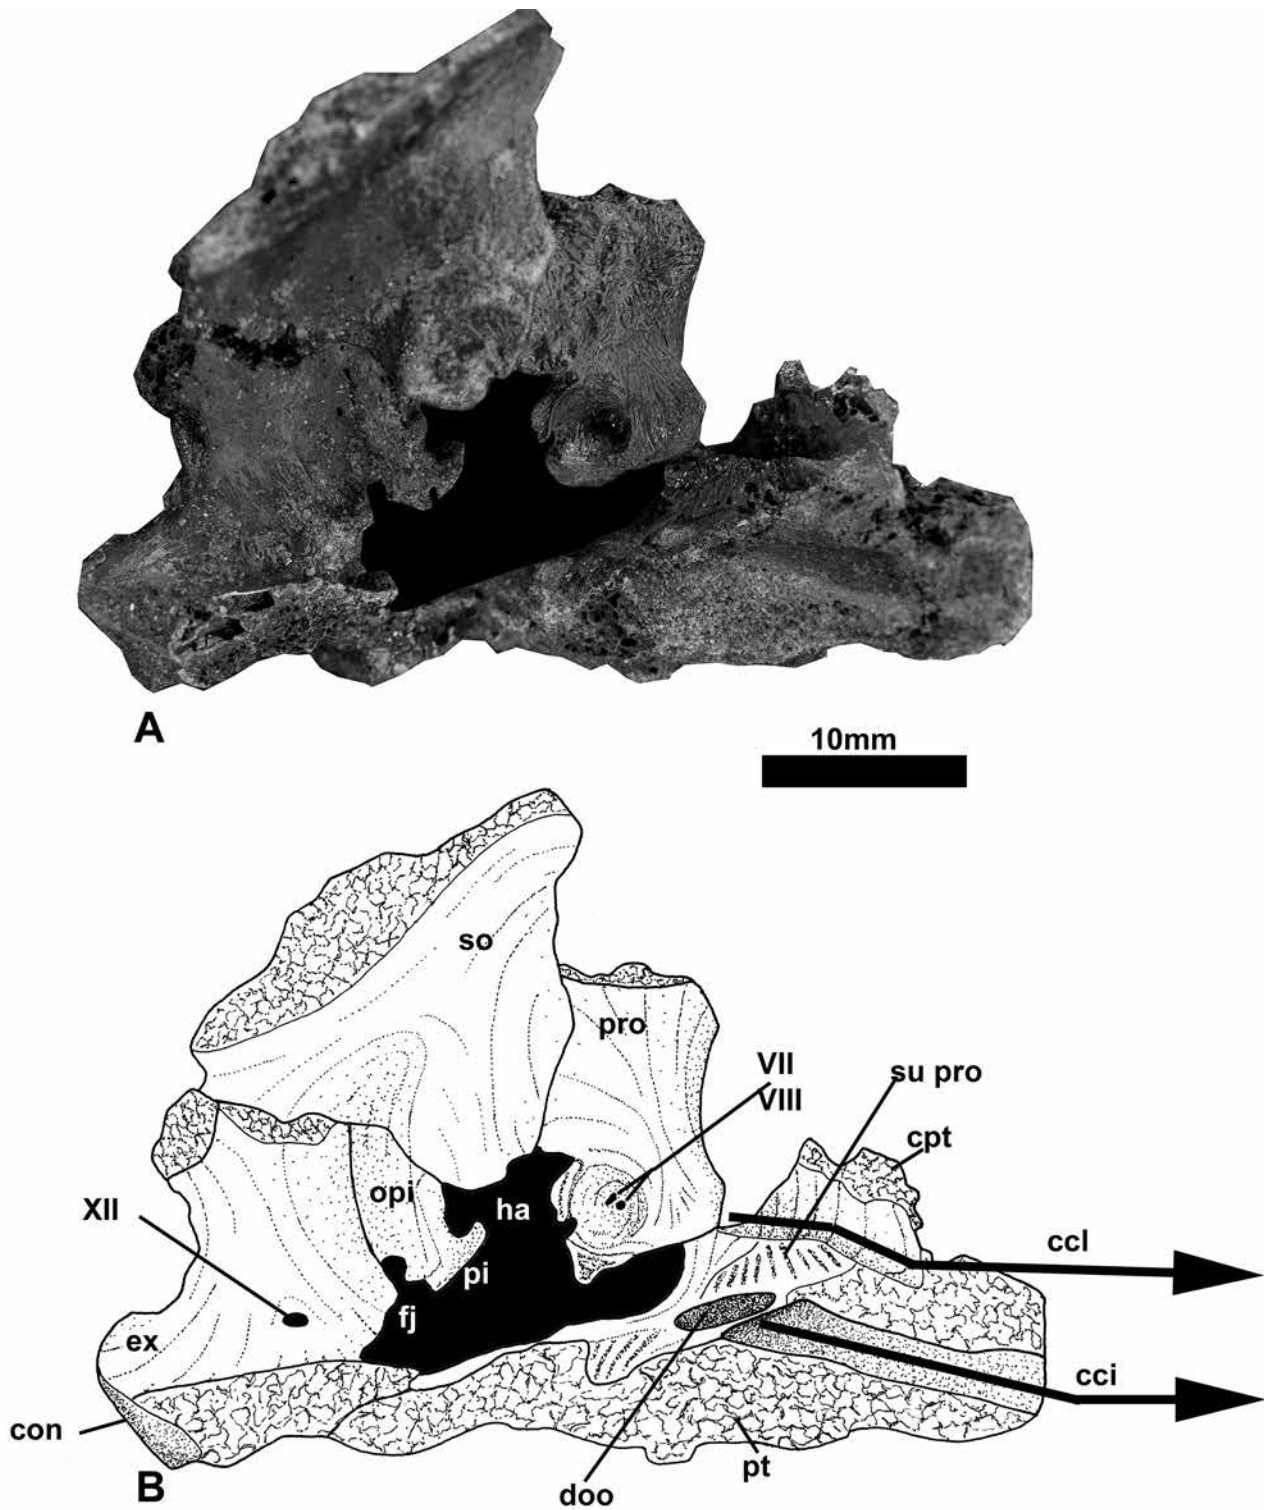 A
10mm
so
pro
VII
VIII
su pro
cpt
opi
XII
ha
ccl
pi
fj
ex
cci
con
pt
B
doo